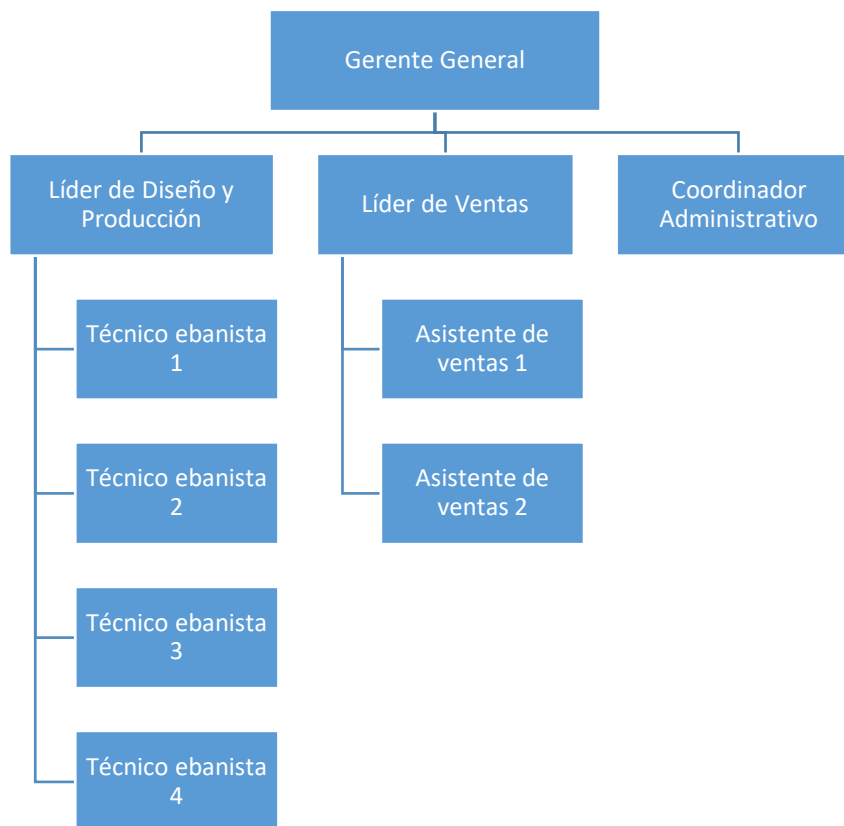 Gerente General
Líder de Diseño y
Producción
Líder de Ventas
Coordinador
Administrativo
Técnico ebanista
1
Técnico ebanista
2
Técnico ebanista
3
Técnico ebanista
4
Asistente de
ventas 1
Asistente de
ventas 2